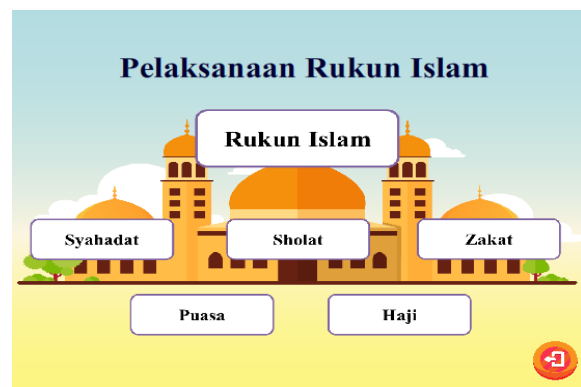 Pelaksanaan Rukun Islam
Rukun Islam
Syahadat
Sholat
Zakat
Puasa
Haji